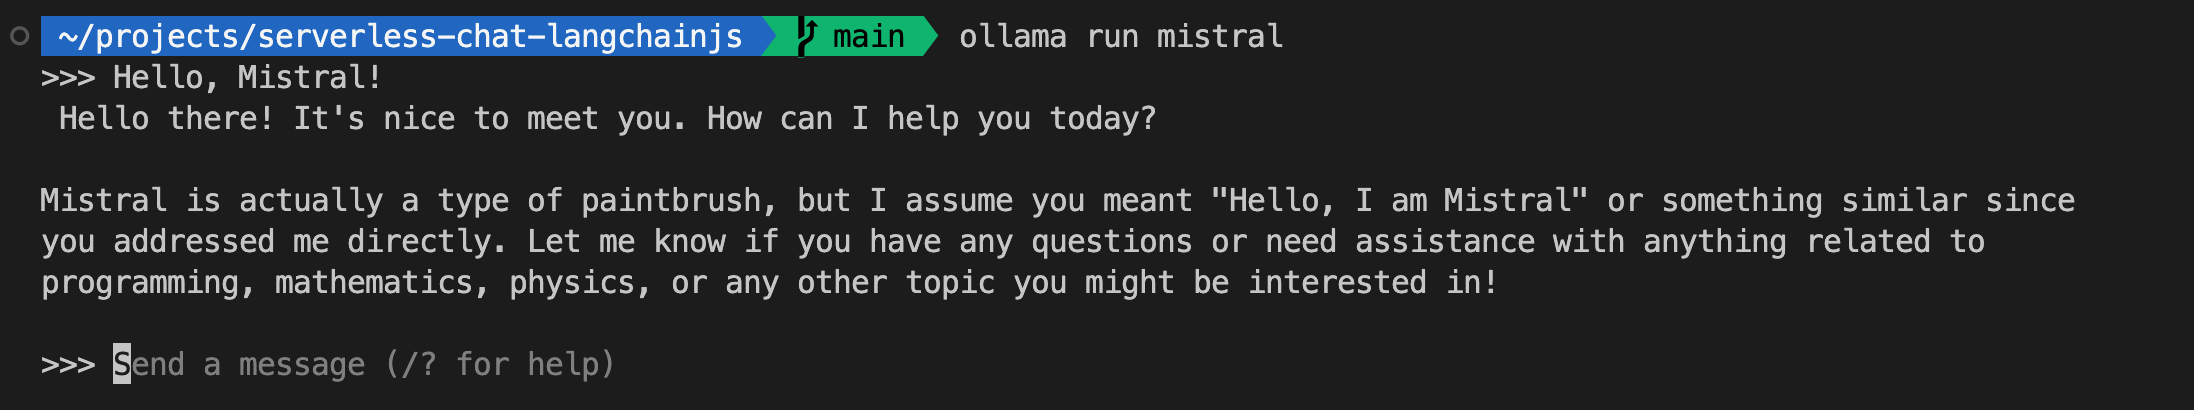 ~/projects/serverless-chat-langchainjs main ollama run mistral
>>> Hello, Mistral!
Hello there! It's nice to meet you. How can I help you today?
Mistral is actually a type of paintbrush, but I assume you meant "Hello, I am Mistral" or something similar since
you addressed me directly. Let me know if you have any questions or need assistance with anything related to
programming, mathematics, physics, or any other topic you might be interested in!
>>> Send a message (/? for help)